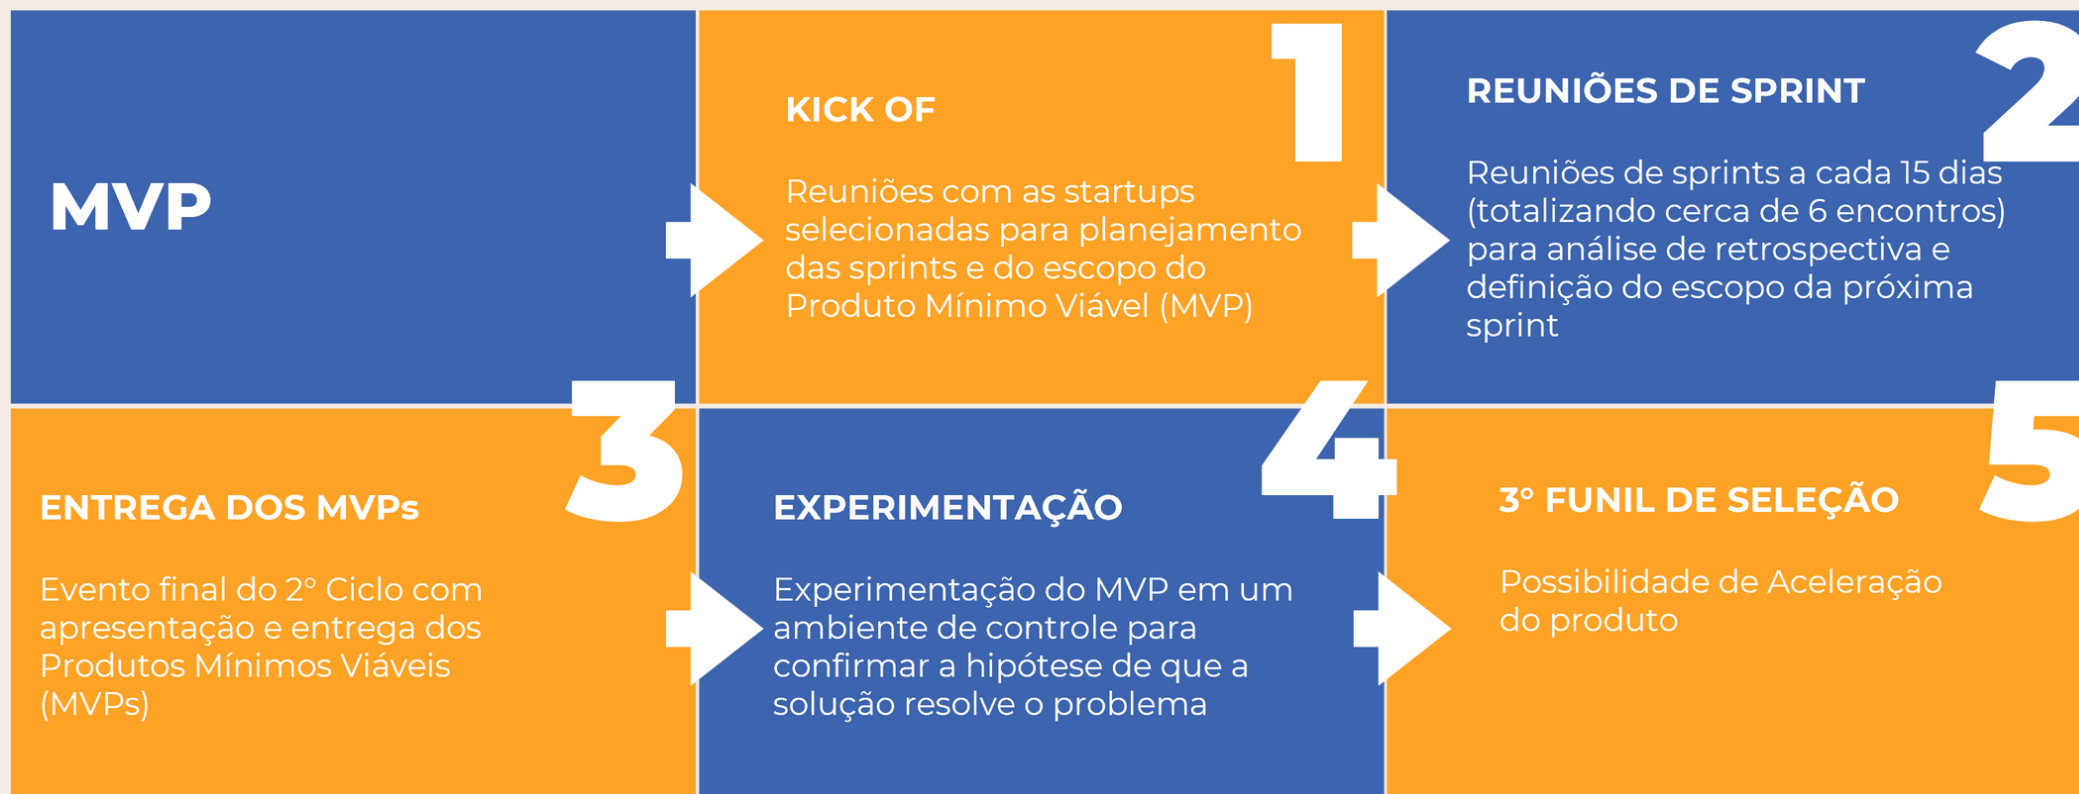 MVP
1
KICK OF
Reuniões com as startups
selecionadas para planejamento
das sprints e do escopo do
Produto Mínimo Viável (MVP)
2
REUNIÕES DE SPRINT
Reuniões de sprints a cada 15 dias
(totalizando cerca de 6 encontros)
para análise de retrospectiva e
definição do escopo da próxima
sprint
3
ENTREGA DOS MVPs
Evento final do 2º Ciclo com
apresentação e entrega dos
Produtos Mínimos Viáveis
(MVPs)
4
EXPERIMENTAÇÃO
Experimentação do MVP em um
ambiente de controle para
confirmar a hipótese de que a
solução resolve o problema
5
3º FUNIL DE SELEÇÃO
Possibilidade de Aceleração
do produto